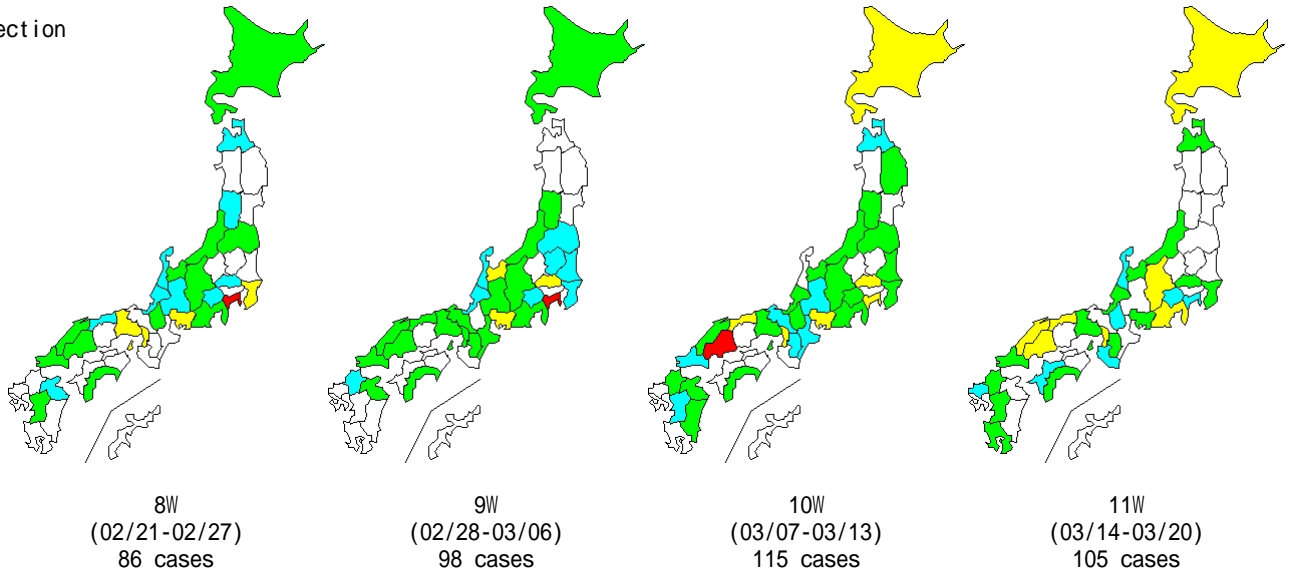 ection
8W
(02/21-02/27)
86 cases
9W
(02/28-03/06)
98 cases
10W
(03/07-03/13)
115 cases
11W
(03/14-03/20)
105 cases